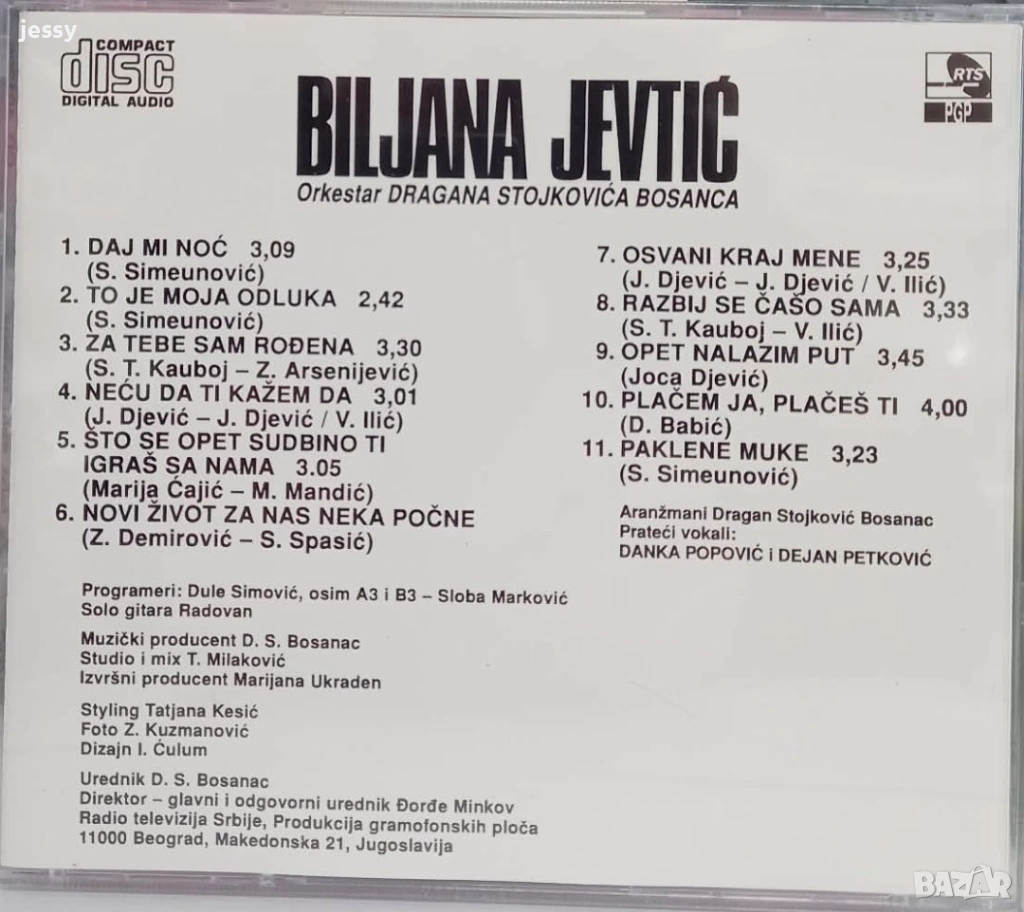 jessy
COMPACT
disc
DIGITAL AUDIO
RTS
PGP
BILJANA JEVTIĆ
Orkestar DRAGANA STOJKOVIĆA BOSANCA
1. DAJ MI NOĆ 3,09
(S. Simeunović)
2. TO JE MOJA ODLUKA 2,42
(S. Simeunović)
3. ZA TEBE SAM ROĐENA 3,30
(S. T. Kauboj – Z. Arsenijević)
4. NEĆU DA TI KAŽEM DA 3,01
(J. Djević – J. Djević / V. Ilić)
5. ŠTO SE OPET SUDBINO TI
IGRAŠ SA NAMA 3.05
(Marija Ćajić – M. Mandić)
6. NOVI ŽIVOT ZA NAS NEKA POČNE
(Z. Demirović – S. Spasić)
7. OSVANI KRAJ MENE 3,25
(J. Djević – J. Djević / V. Ilić)
8. RAZBIJ SE ČAŠO SAMA 3,33
(S. T. Kauboj – V. Ilić)
9. OPET NALAZIM PUT 3,45
(Joca Djević)
10. PLAČEM JA, PLAČEŠ TI 4,00
(D. Babić)
11. PAKLENE MUKE 3,23
(S. Simeunović)
Aranžmani Dragan Stojković Bosanac
Prateći vokali:
DANKA POPOVIĆ i DEJAN PETKOVIĆ
Programeri: Dule Simović, osim A3 i B3 – Sloba Marković
Solo gitara Radovan
Muzički producent D. S. Bosanac
Studio i mix T. Milaković
Izvršni producent Marijana Ukraden
Styling Tatjana Kesić
Foto Z. Kuzmanović
Dizajn I. Ćulum
Urednik D. S. Bosanac
Direktor – glavni i odgovorni urednik Đorđe Minkov
Radio televizija Srbije, Produkcija gramofonskih ploča
11000 Beograd, Makedonska 21, Jugoslavija
BAZAR